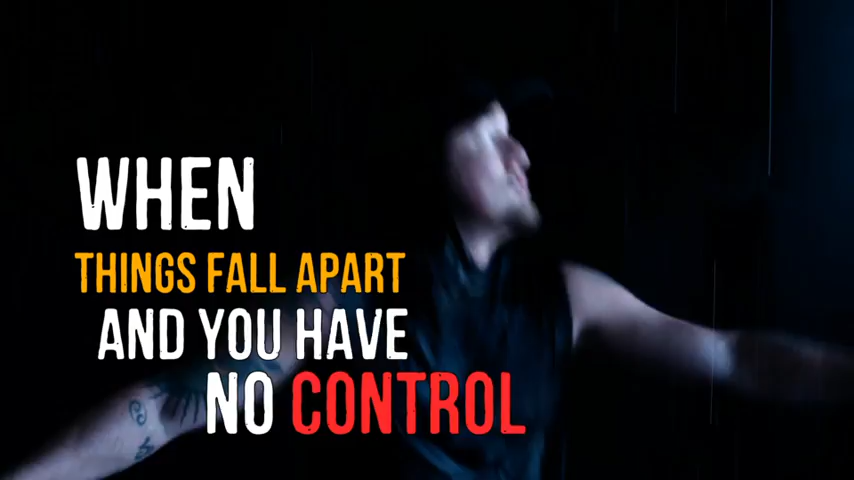 WHEN
THINGS FALL APART
AND YOU HAVE
NO CONTROL